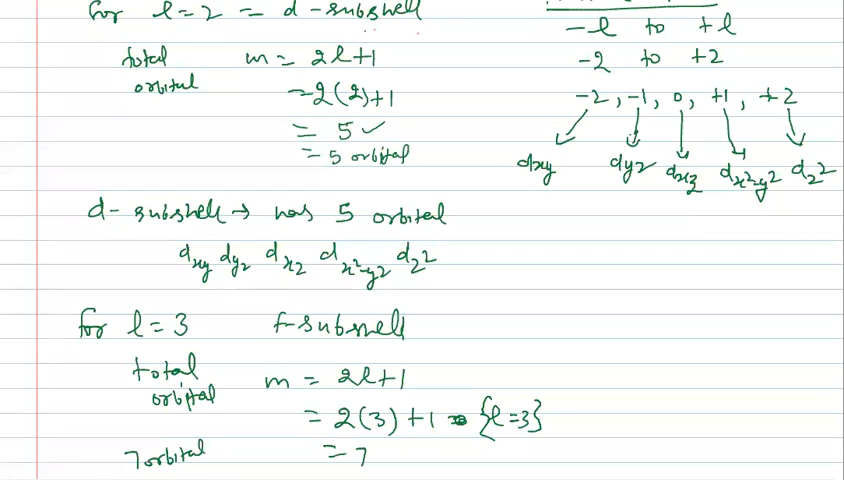 for l = 2 = d - subshell
-l to +l
total orbital m = 2l+1
-2 to +2
= 2(2)+1
-2, -1, 0, +1, +2
= 5 ✓
= 5 orbital
dxy dyz dxz dx²-y² dz²
d - subshell → has 5 orbital
dxy dyz dxz dx²-y² dz²
for l = 3 f-subshell
total orbital m = 2l+1
= 2(3)+1 {l=3}
7 orbital = 7